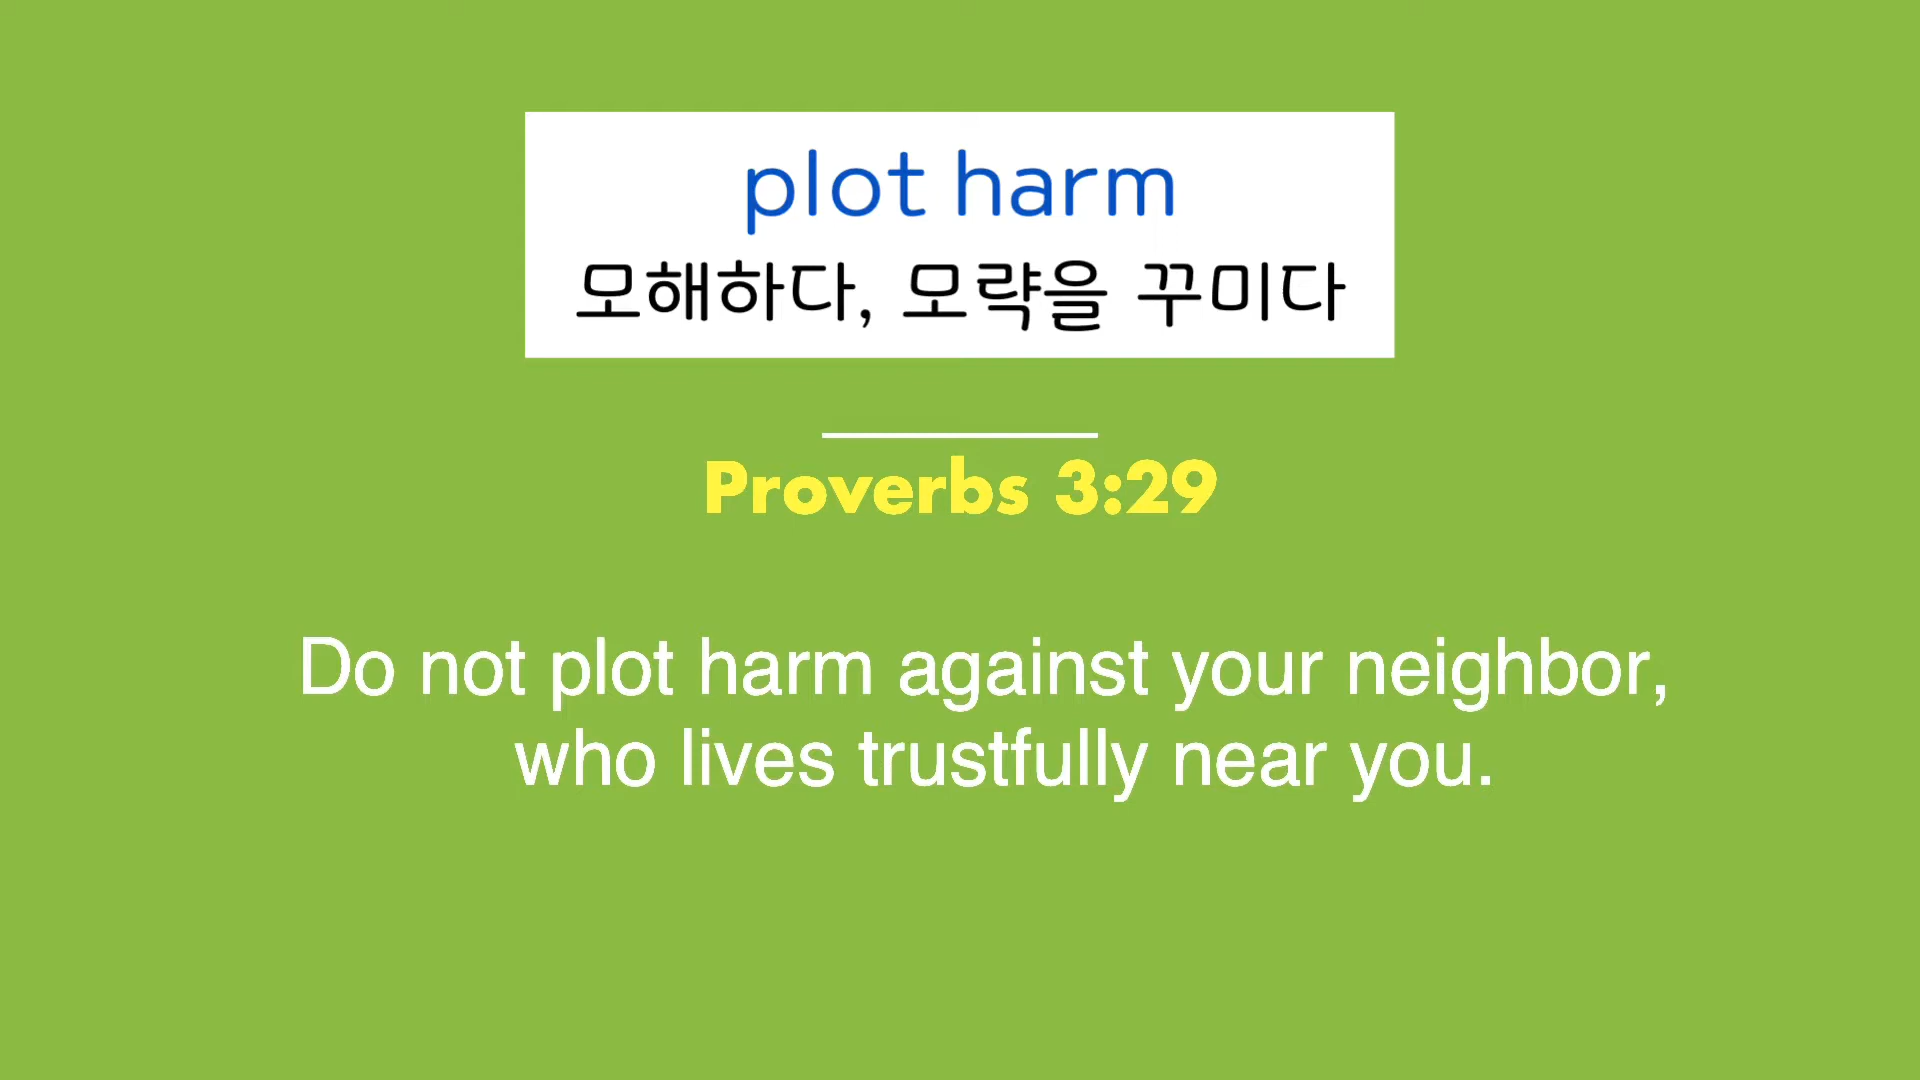 plot harm
모해하다, 모략을 꾸미다
Proverbs 3:29
Do not plot harm against your neighbor,
who lives trustfully near you.